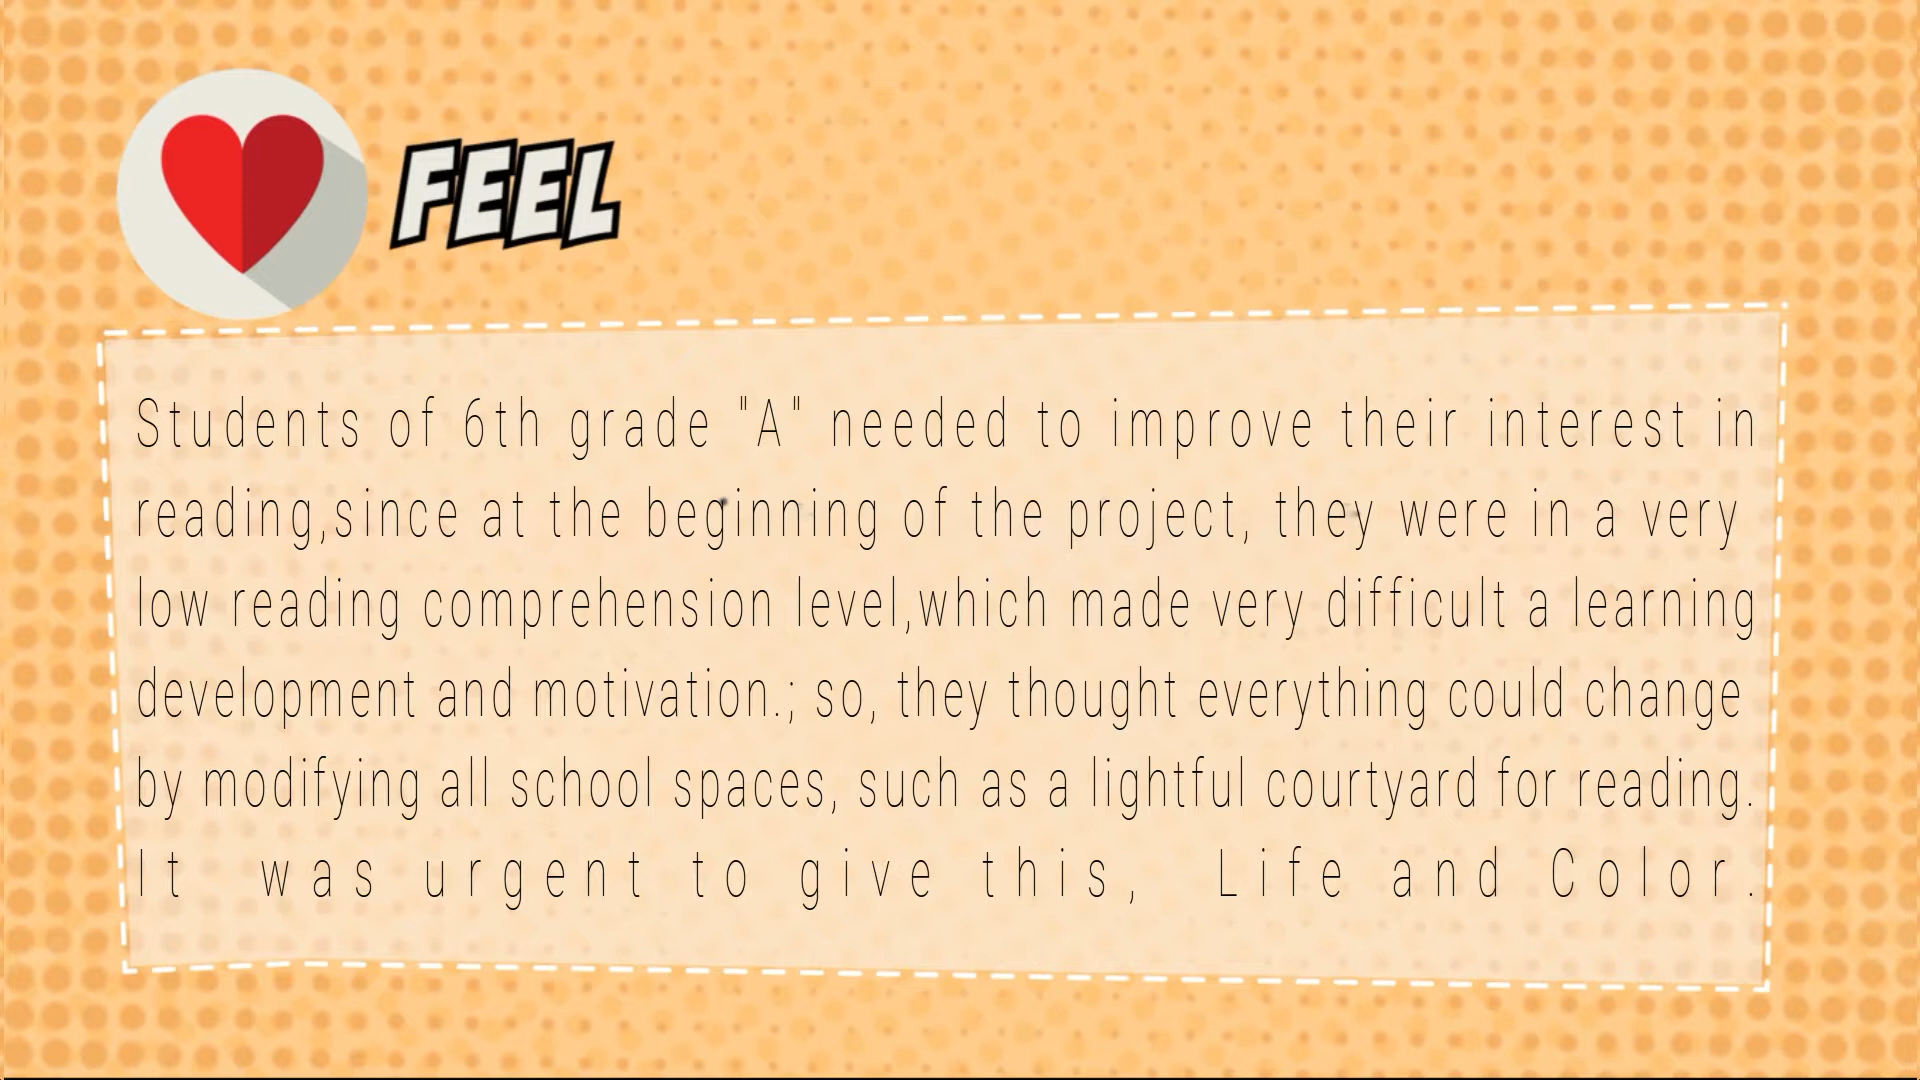 FEEL
Students of 6th grade "A" needed to improve their interest in
reading,since at the beginning of the project, they were in a very
low reading comprehension level,which made very difficult a learning
development and motivation.; so, they thought everything could change
by modifying all school spaces, such as a lightful courtyard for reading.
It was urgent to give this, Life and Color.